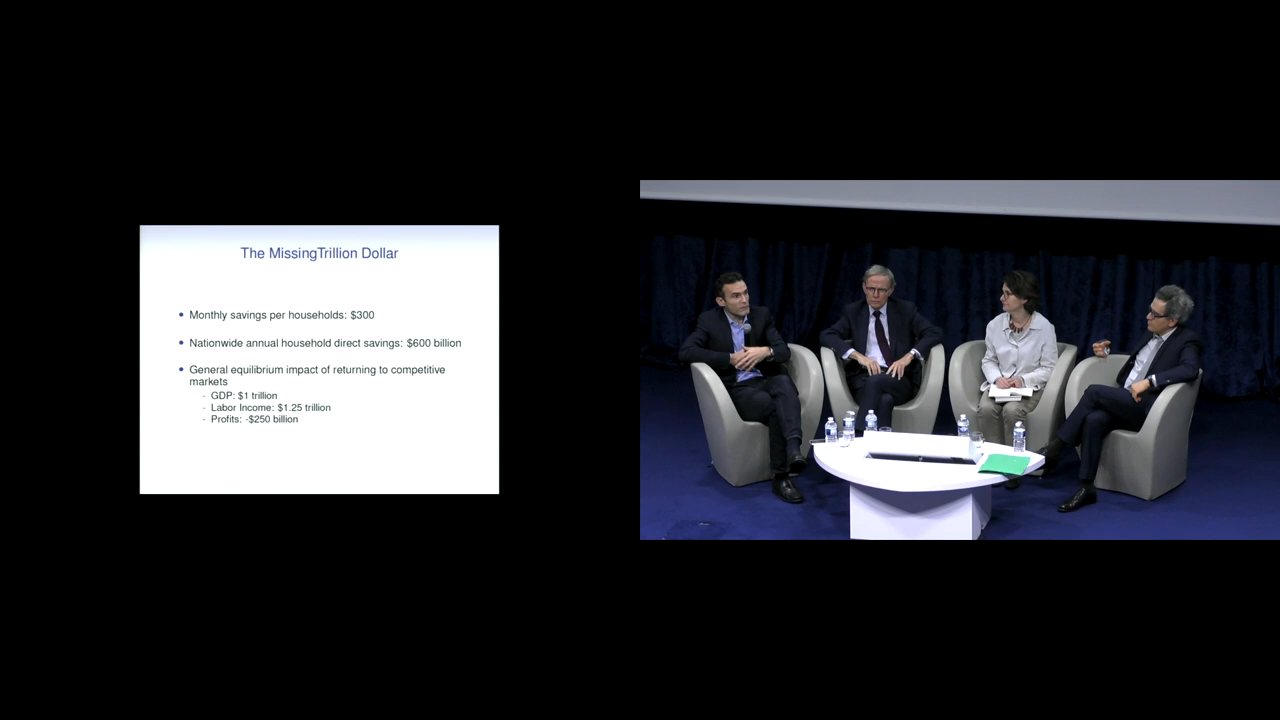 The MissingTrillion Dollar
• Monthly savings per households: $300
• Nationwide annual household direct savings: $600 billion
• General equilibrium impact of returning to competitive
markets
- GDP: $1 trillion
- Labor Income: $1.25 trillion
- Profits: -$250 billion